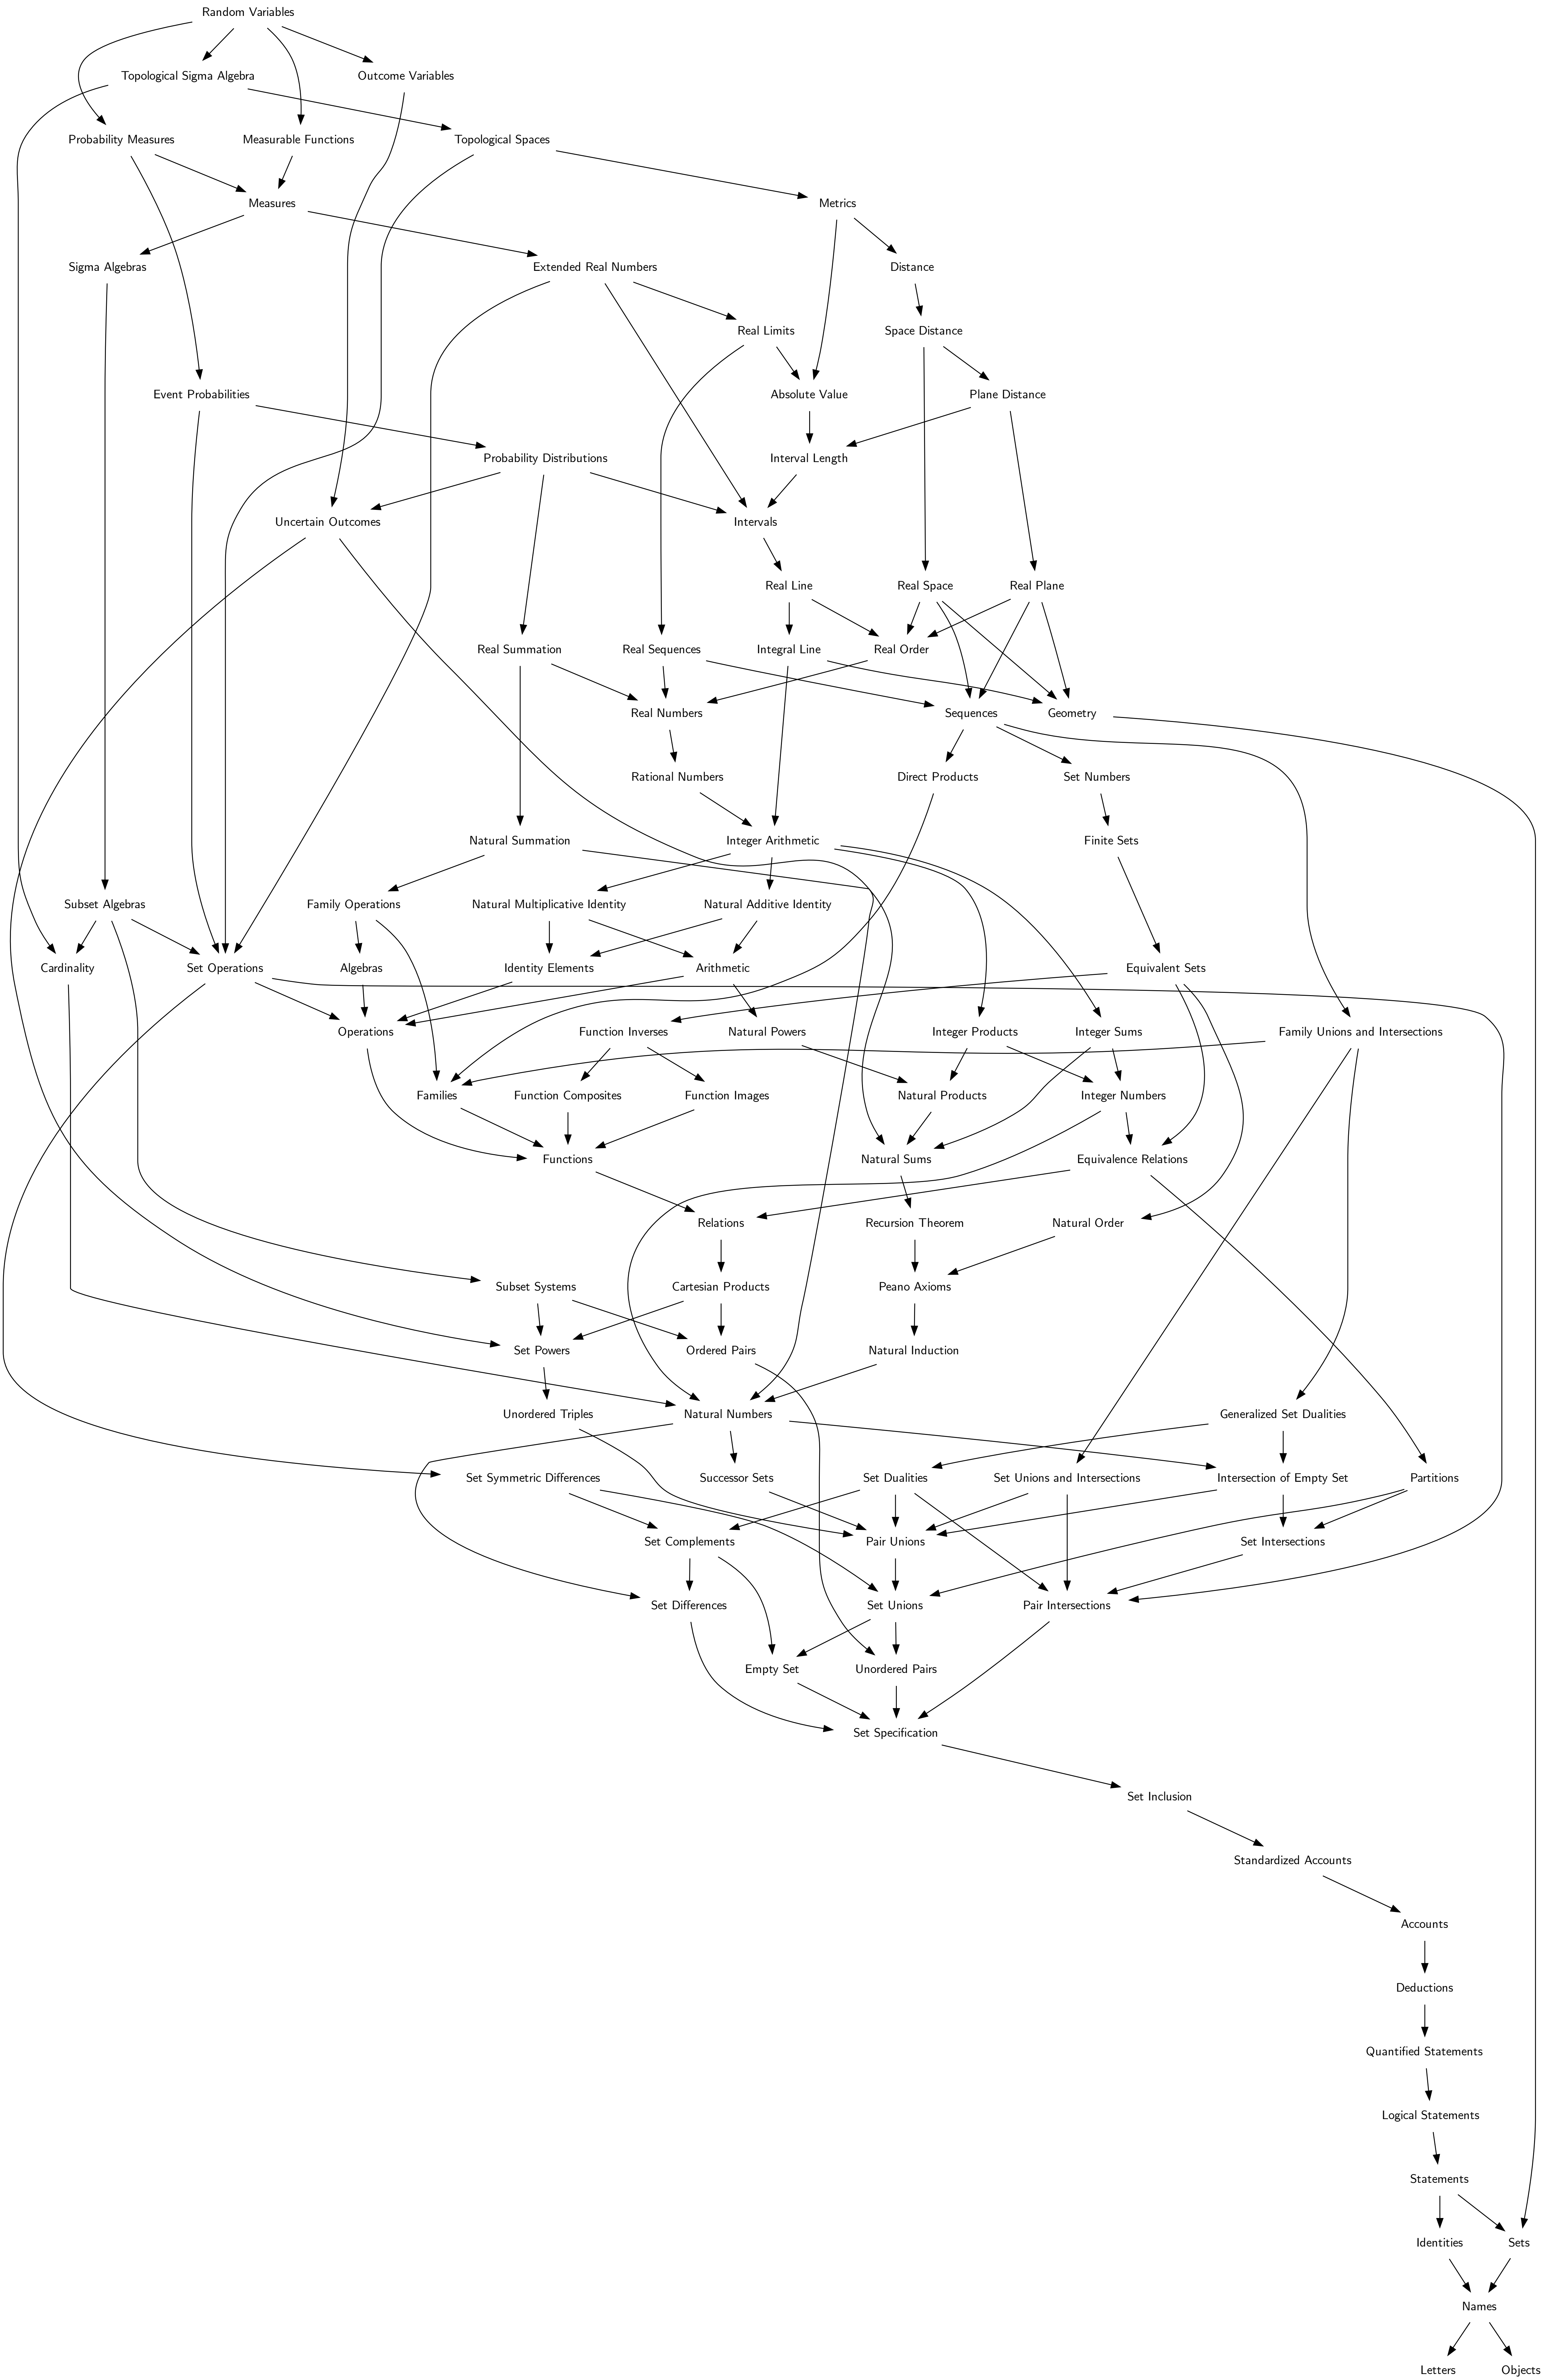 Random Variables
Topological Sigma Algebra
Outcome Variables
Probability Measures
Measurable Functions
Topological Spaces
Measures
Metrics
Sigma Algebras
Extended Real Numbers
Distance
Real Limits
Space Distance
Event Probabilities
Absolute Value
Plane Distance
Probability Distributions
Interval Length
Uncertain Outcomes
Intervals
Real Line
Real Space
Real Plane
Real Summation
Real Sequences
Integral Line
Real Order
Real Numbers
Sequences
Geometry
Rational Numbers
Direct Products
Set Numbers
Natural Summation
Integer Arithmetic
Finite Sets
Subset Algebras
Family Operations
Natural Multiplicative Identity
Natural Additive Identity
Cardinality
Set Operations
Algebras
Identity Elements
Arithmetic
Equivalent Sets
Operations
Function Inverses
Natural Powers
Integer Products
Integer Sums
Family Unions and Intersections
Families
Function Composites
Function Images
Natural Products
Integer Numbers
Functions
Natural Sums
Equivalence Relations
Relations
Recursion Theorem
Natural Order
Subset Systems
Cartesian Products
Peano Axioms
Set Powers
Ordered Pairs
Natural Induction
Unordered Triples
Natural Numbers
Generalized Set Dualities
Set Symmetric Differences
Successor Sets
Set Dualities
Set Unions and Intersections
Intersection of Empty Set
Partitions
Set Complements
Pair Unions
Set Intersections
Set Differences
Set Unions
Pair Intersections
Empty Set
Unordered Pairs
Set Specification
Set Inclusion
Standardized Accounts
Accounts
Deductions
Quantified Statements
Logical Statements
Statements
Identities
Sets
Names
Letters
Objects